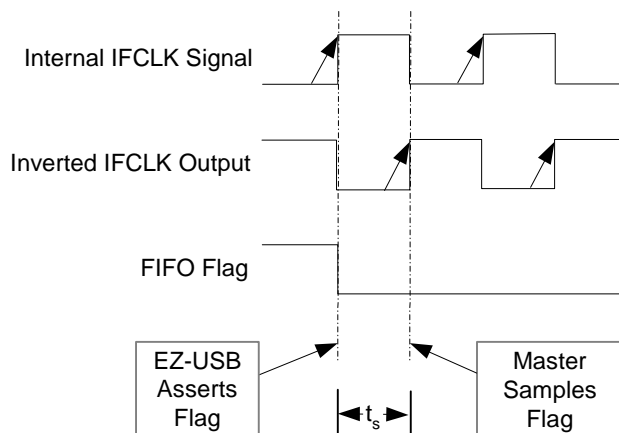 Internal IFCLK Signal
Inverted IFCLK Output
FIFO Flag
EZ-USB
Asserts
Flag
ts
Master
Samples
Flag